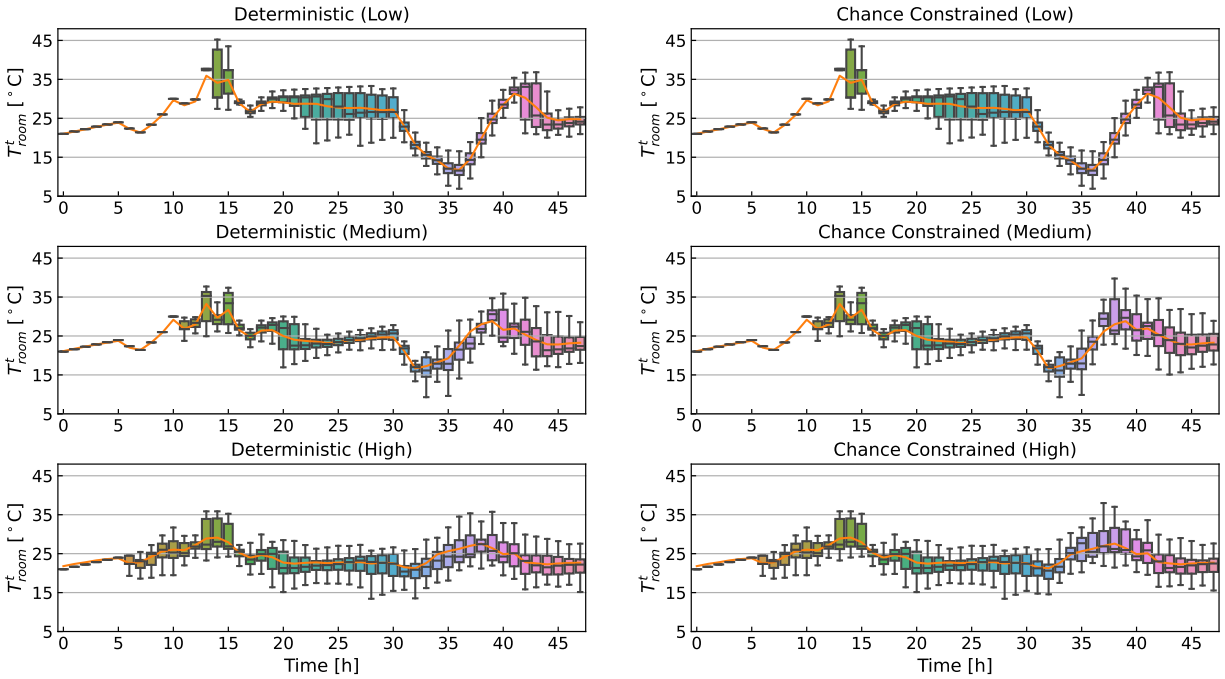 Deterministic (Low)
45
35
25
15
5
T^t_room [°C]
0 5 10 15 20 25 30 35 40 45
Chance Constrained (Low)
45
35
25
15
5
T^t_room [°C]
0 5 10 15 20 25 30 35 40 45
Deterministic (Medium)
45
35
25
15
5
T^t_room [°C]
0 5 10 15 20 25 30 35 40 45
Chance Constrained (Medium)
45
35
25
15
5
T^t_room [°C]
0 5 10 15 20 25 30 35 40 45
Deterministic (High)
45
35
25
15
5
T^t_room [°C]
0 5 10 15 20 25 30 35 40 45
Time [h]
Chance Constrained (High)
45
35
25
15
5
T^t_room [°C]
0 5 10 15 20 25 30 35 40 45
Time [h]